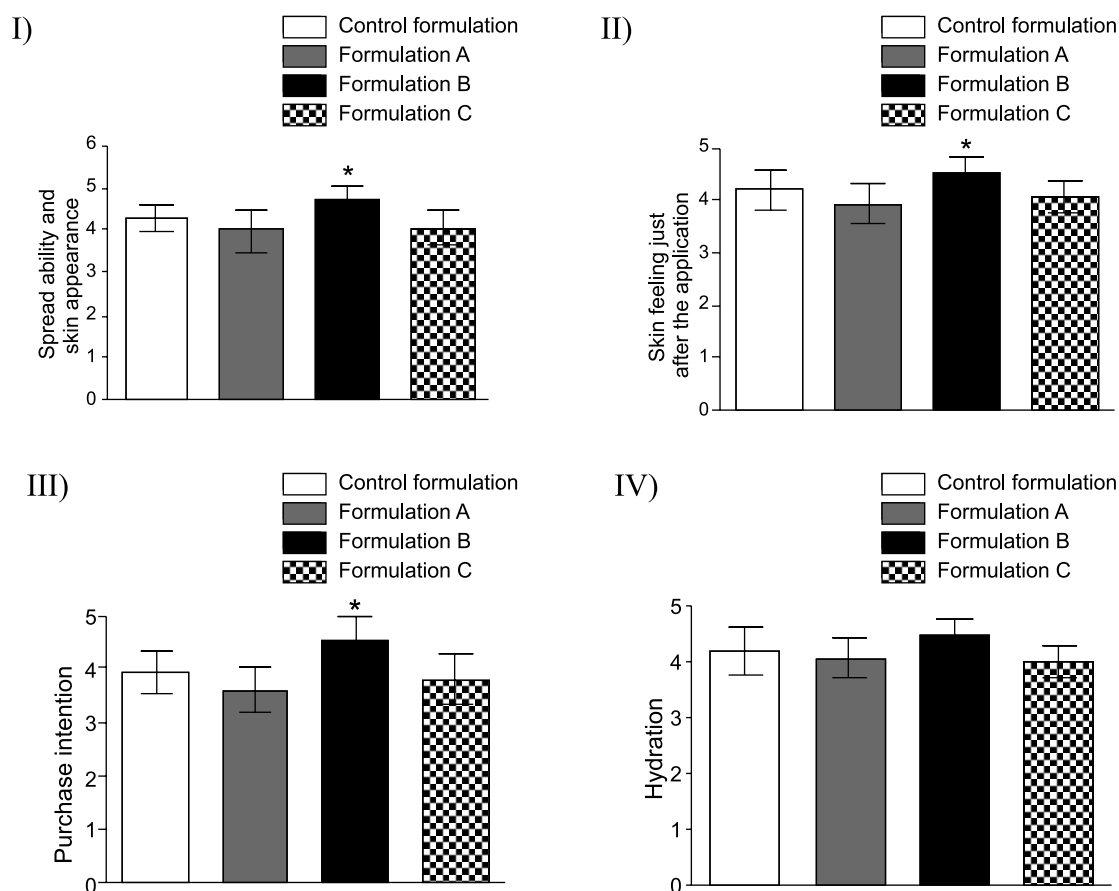 I)
Control formulation
Formulation A
Formulation B
Formulation C
6
5
4
3
2
1
0
*
Spread ability and
skin appearance
II)
Control formulation
Formulation A
Formulation B
Formulation C
5
4
3
2
1
0
*
Skin feeling just
after the application
III)
Control formulation
Formulation A
Formulation B
Formulation C
5
4
3
2
1
0
*
Purchase intention
IV)
Control formulation
Formulation A
Formulation B
Formulation C
5
4
3
2
1
0
Hydration